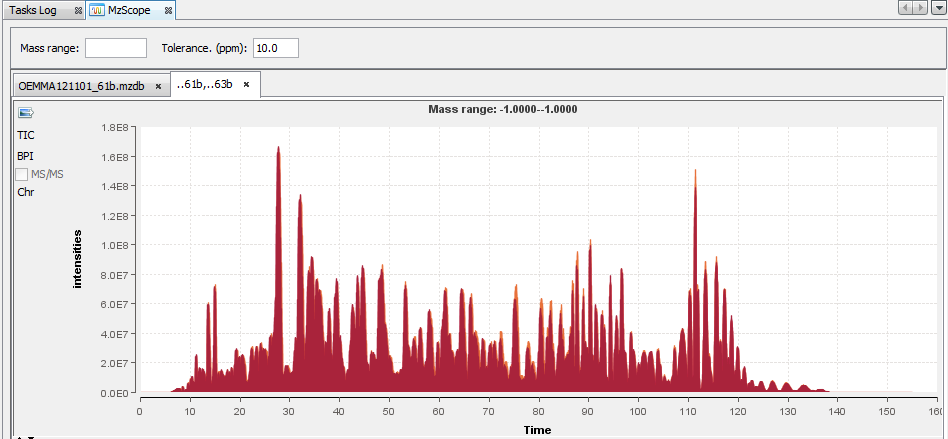 Tasks Log
MzScope
Mass range:
Tolerance. (ppm): 10.0
OEMMA121101_61b.mzdb
..61b,..63b
Mass range: -1.0000--1.0000
TIC
BPI
MS/MS
Chr
intensities
1.8E8
1.6E8
1.4E8
1.2E8
1.0E8
8.0E7
6.0E7
4.0E7
2.0E7
0.0E0
0 10 20 30 40 50 60 70 80 90 100 110 120 130 140 150 160
Time